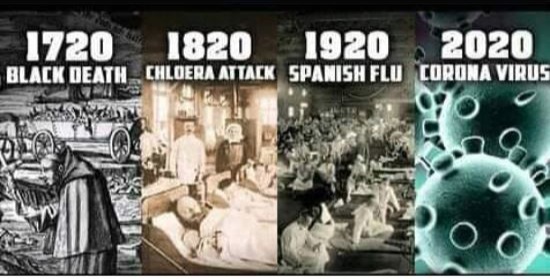 1720
BLACK DEATH
1820
CHLOERA ATTACK
1920
SPANISH FLU
2020
CORONA VIRUS